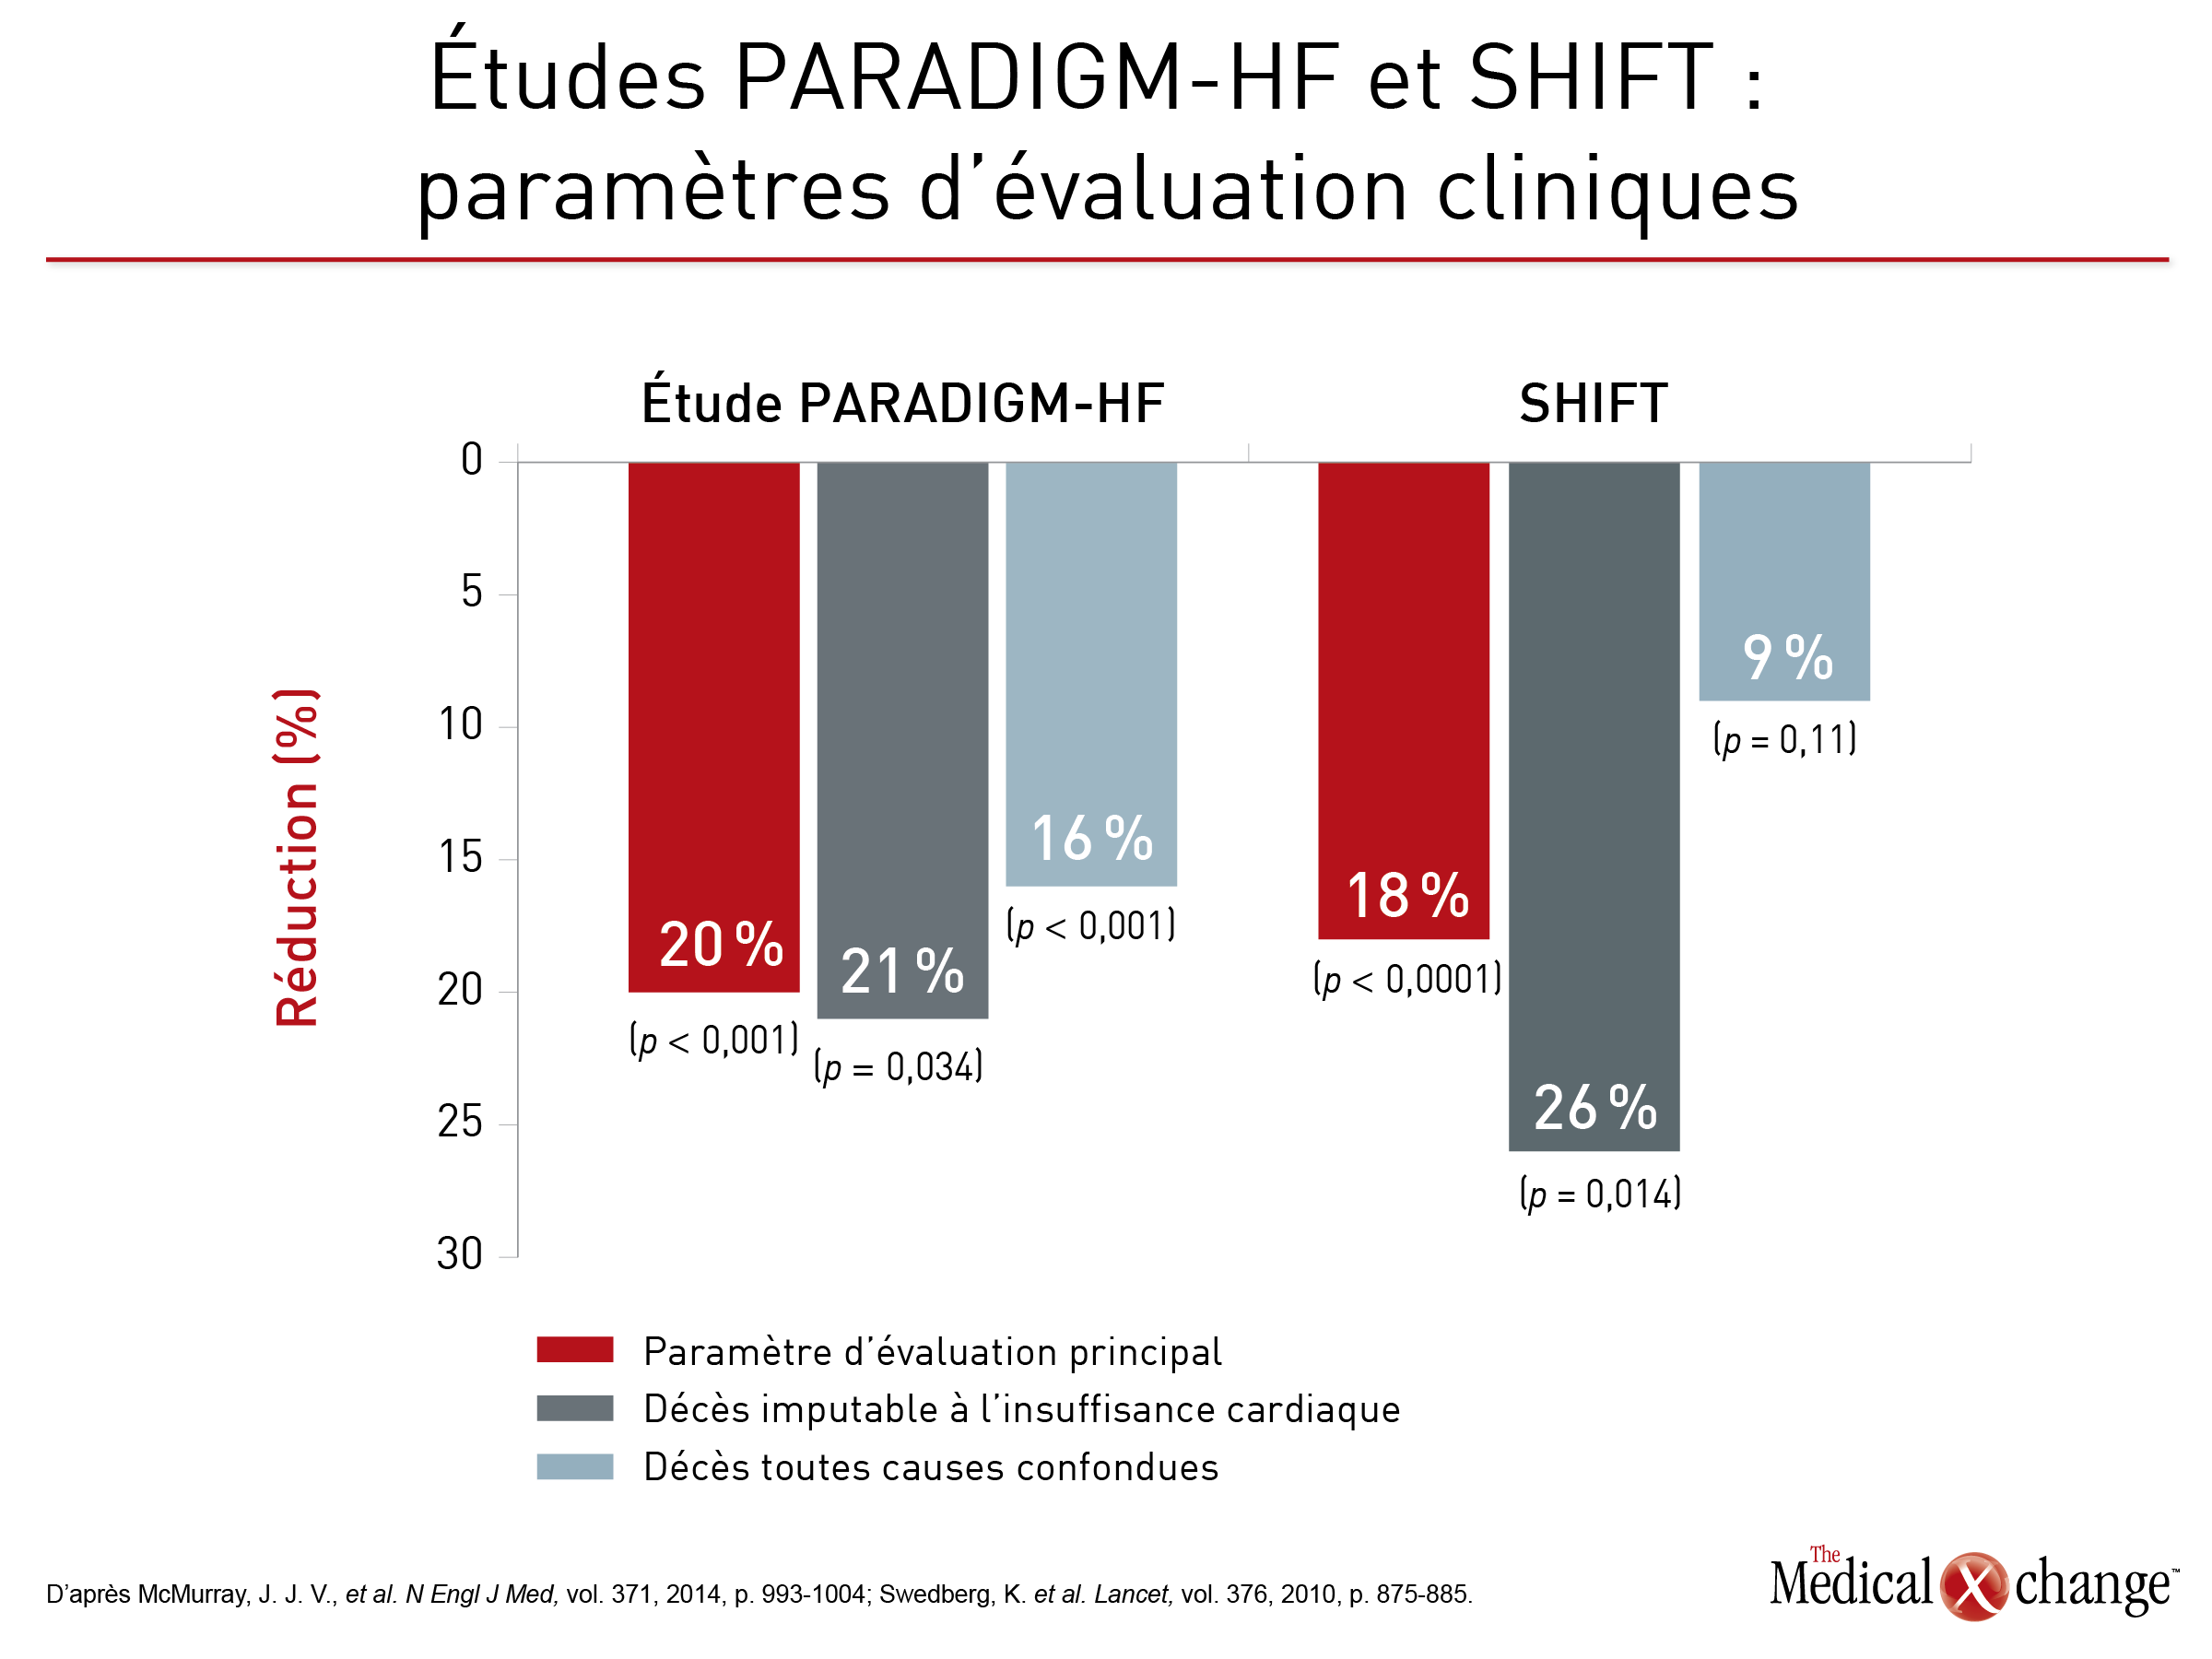 Études PARADIGM-HF et SHIFT :
paramètres d’évaluation cliniques
Étude PARADIGM-HF
SHIFT
Réduction (%)
0
5
10
15
20
25
30
20 %
(p < 0,001)
21 %
(p = 0,034)
16 %
(p < 0,001)
18 %
(p < 0,0001)
26 %
(p = 0,014)
9 %
(p = 0,11)
Paramètre d’évaluation principal
Décès imputable à l’insuffisance cardiaque
Décès toutes causes confondues
D’après McMurray, J. J. V., et al. N Engl J Med, vol. 371, 2014, p. 993-1004; Swedberg, K. et al. Lancet, vol. 376, 2010, p. 875-885.
The
Medical Xchange™